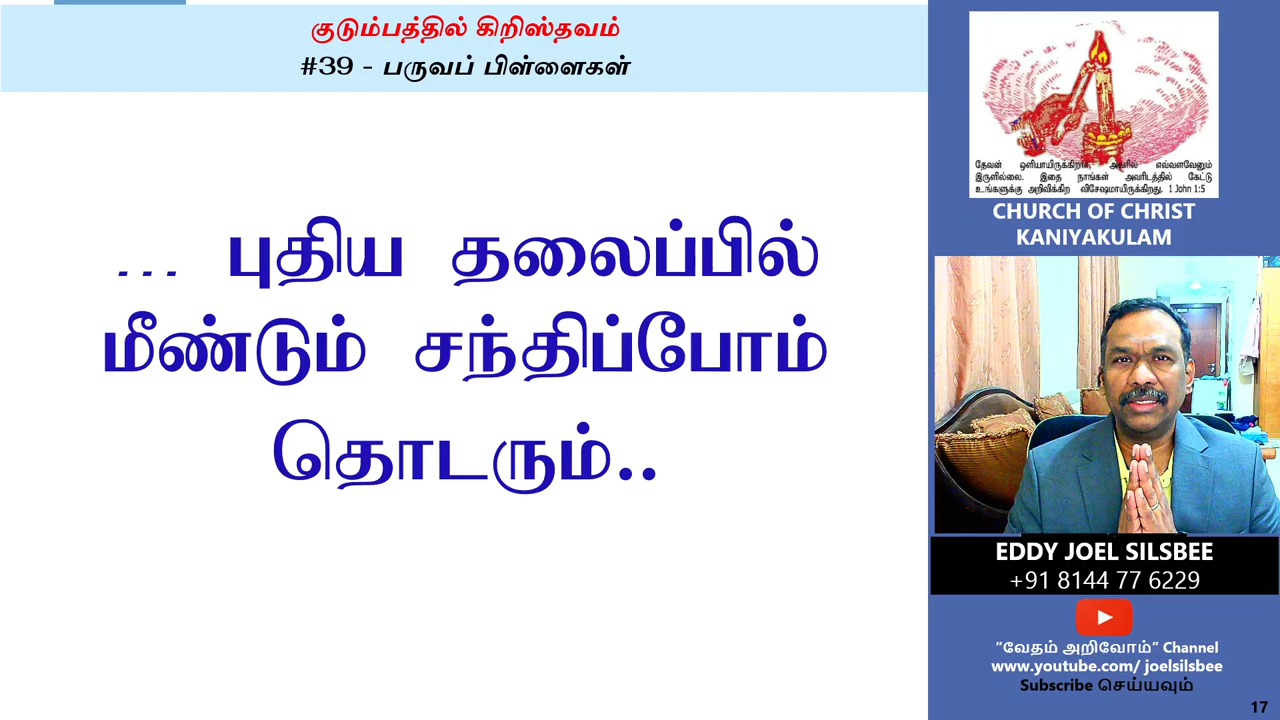 குடும்பத்தில் கிறிஸ்தவம்
#39 - பருவப் பிள்ளைகள்
... புதிய தலைப்பில்
மீண்டும் சந்திப்போம்
தொடரும்..
தேவன் ஒளியாயிருக்கிறார், அவரில் எவ்வளவேனும்
இருளில்லை. இதை நாங்கள் அவரிடத்தில் கேட்டு
உங்களுக்கு அறிவிக்கிற விசேஷமாயிருக்கிறது. 1 John 1:5
CHURCH OF CHRIST
KANIYAKULAM
EDDY JOEL SILSBEE
+91 8144 77 6229
"வேதம் அறிவோம்" Channel
www.youtube.com/ joelsilsbee
Subscribe செய்யவும்
17